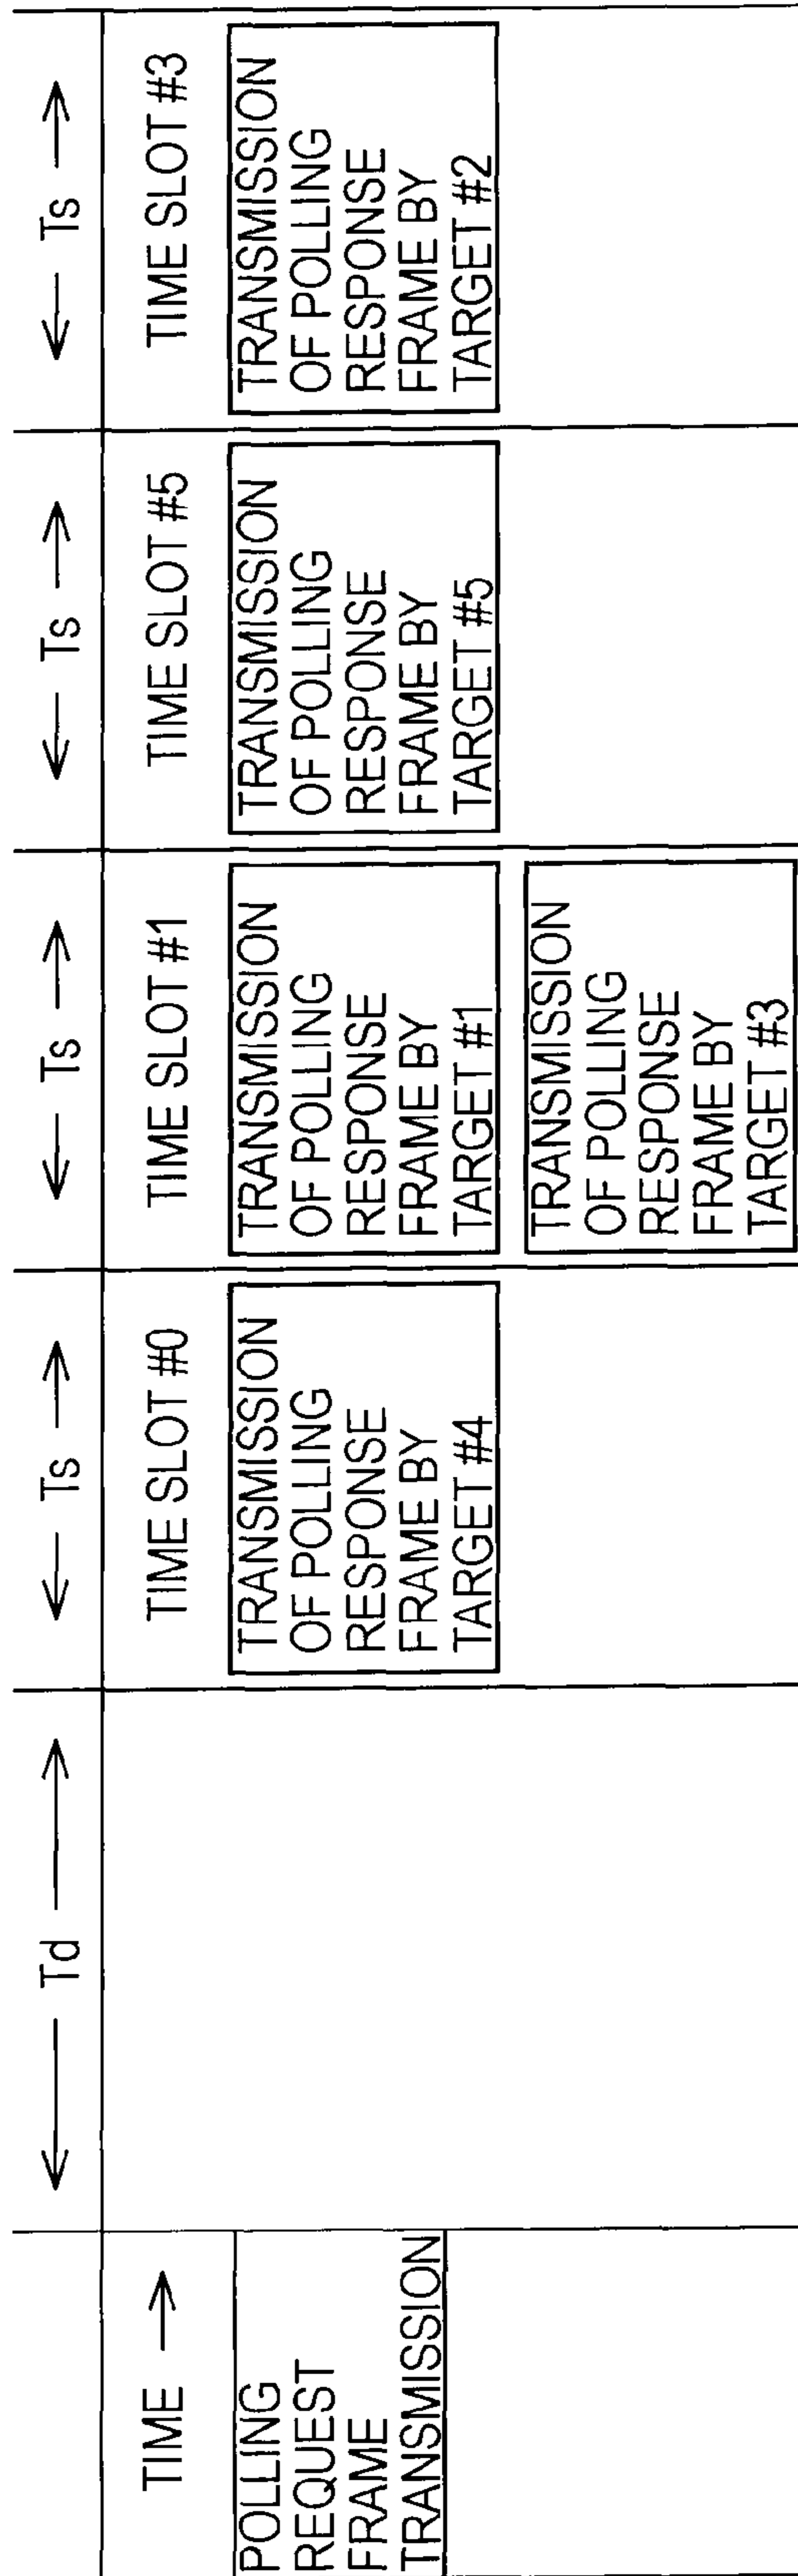 Td
Ts
Ts
Ts
Ts
TIME
TIME SLOT #0
TIME SLOT #1
TIME SLOT #5
TIME SLOT #3
POLLING
REQUEST
FRAME
TRANSMISSION
TRANSMISSION
OF POLLING
RESPONSE
FRAME BY
TARGET #4
TRANSMISSION
OF POLLING
RESPONSE
FRAME BY
TARGET #1
TRANSMISSION
OF POLLING
RESPONSE
FRAME BY
TARGET #3
TRANSMISSION
OF POLLING
RESPONSE
FRAME BY
TARGET #5
TRANSMISSION
OF POLLING
RESPONSE
FRAME BY
TARGET #2